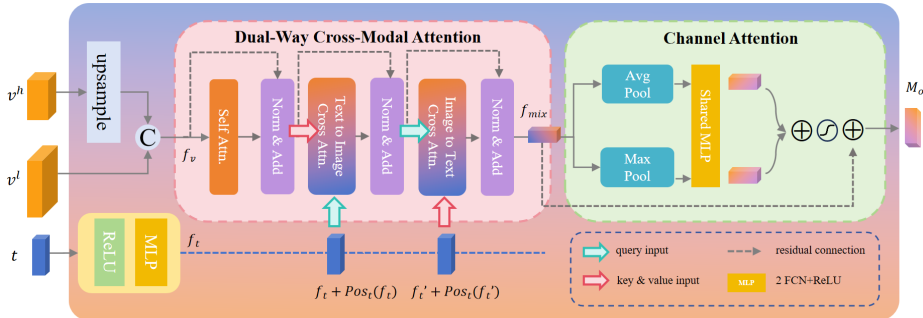 Dual-Way Cross-Modal Attention
Channel Attention
v^h
upsample
v^l
C
f_v
Self Attn.
Norm & Add
Text to Image
Cross Attn.
Norm & Add
Image to Text
Cross Attn.
Norm & Add
f_mix
Avg
Pool
Max
Pool
Shared MLP
M_o
t
ReLU
MLP
f_t
f_t + Pos_t(f_t)
f_t' + Pos_t(f_t')
query input
residual connection
key & value input
MLP
2 FCN+ReLU